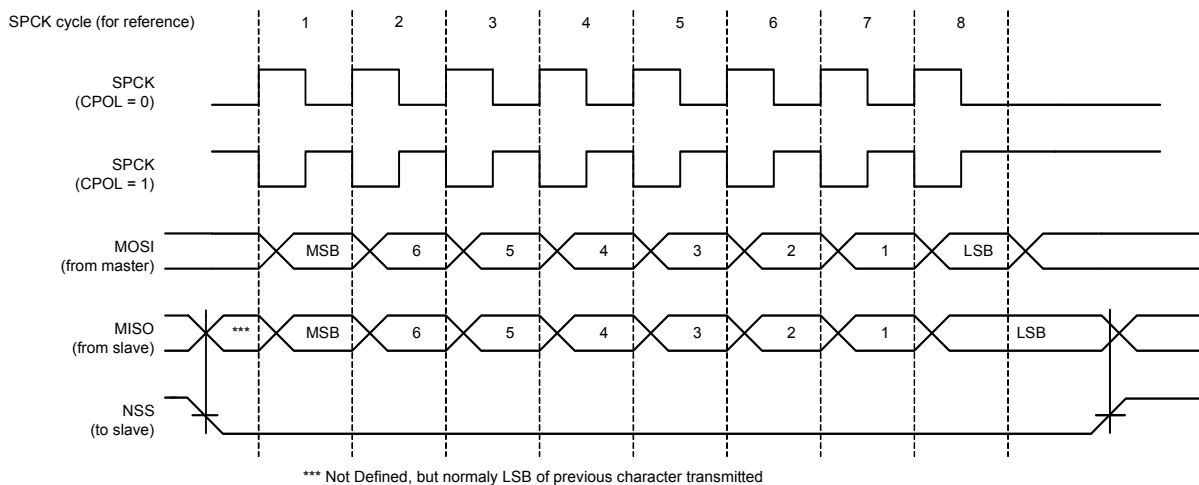 SPCK cycle (for reference) 1 2 3 4 5 6 7 8
SPCK
(CPOL = 0)
SPCK
(CPOL = 1)
MOSI
(from master)
MSB 6 5 4 3 2 1 LSB
MISO
(from slave)
*** MSB 6 5 4 3 2 1 LSB
NSS
(to slave)
*** Not Defined, but normaly LSB of previous character transmitted